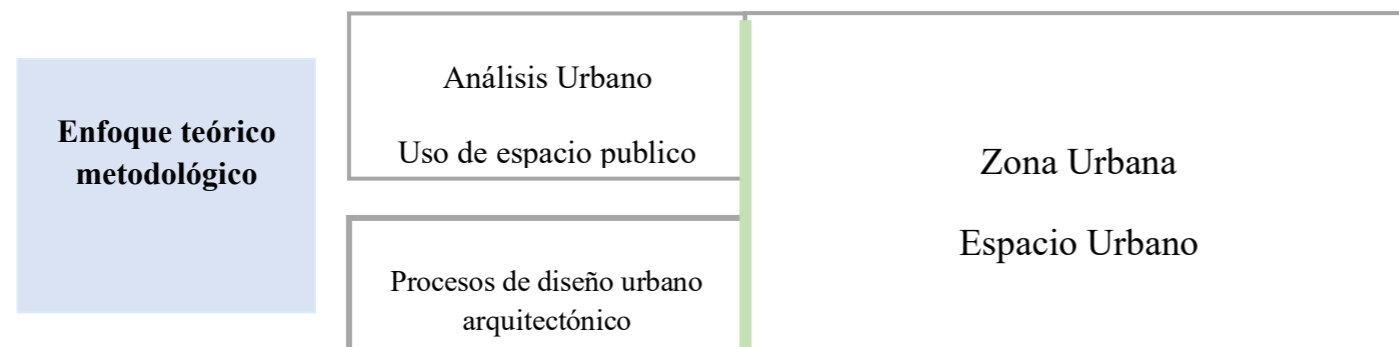 Enfoque teórico
metodológico
Análisis Urbano
Uso de espacio publico
Procesos de diseño urbano
arquitectónico
Zona Urbana
Espacio Urbano